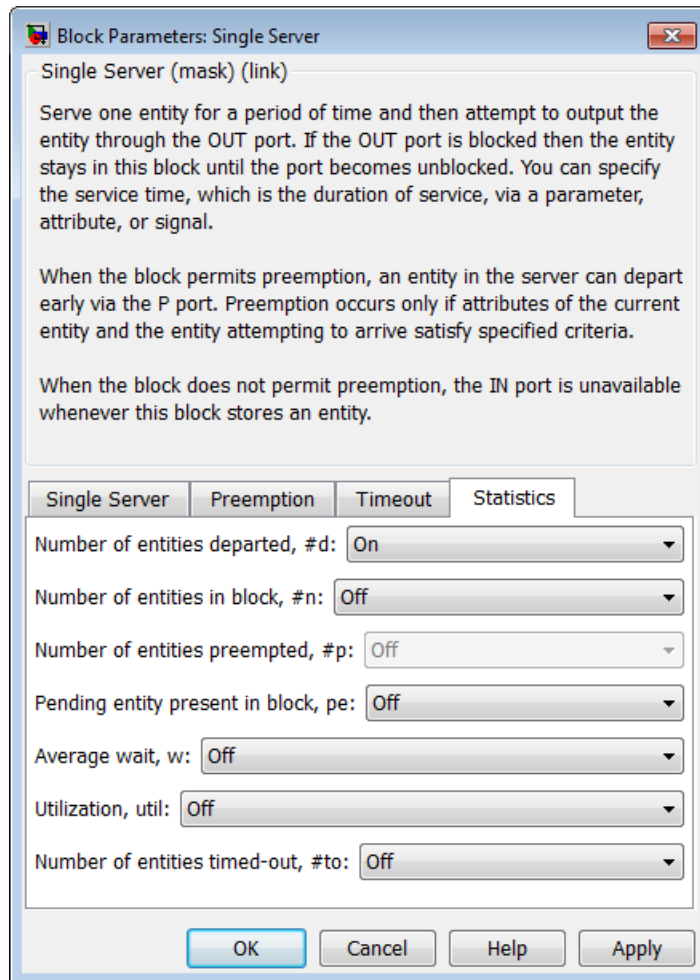 Block Parameters: Single Server
Single Server (mask) (link)
Serve one entity for a period of time and then attempt to output the
entity through the OUT port. If the OUT port is blocked then the entity
stays in this block until the port becomes unblocked. You can specify
the service time, which is the duration of service, via a parameter,
attribute, or signal.
When the block permits preemption, an entity in the server can depart
early via the P port. Preemption occurs only if attributes of the current
entity and the entity attempting to arrive satisfy specified criteria.
When the block does not permit preemption, the IN port is unavailable
whenever this block stores an entity.
Single Server Preemption Timeout Statistics
Number of entities departed, #d: On
Number of entities in block, #n: Off
Number of entities preempted, #p: Off
Pending entity present in block, pe: Off
Average wait, w: Off
Utilization, util: Off
Number of entities timed-out, #to: Off
OK Cancel Help Apply